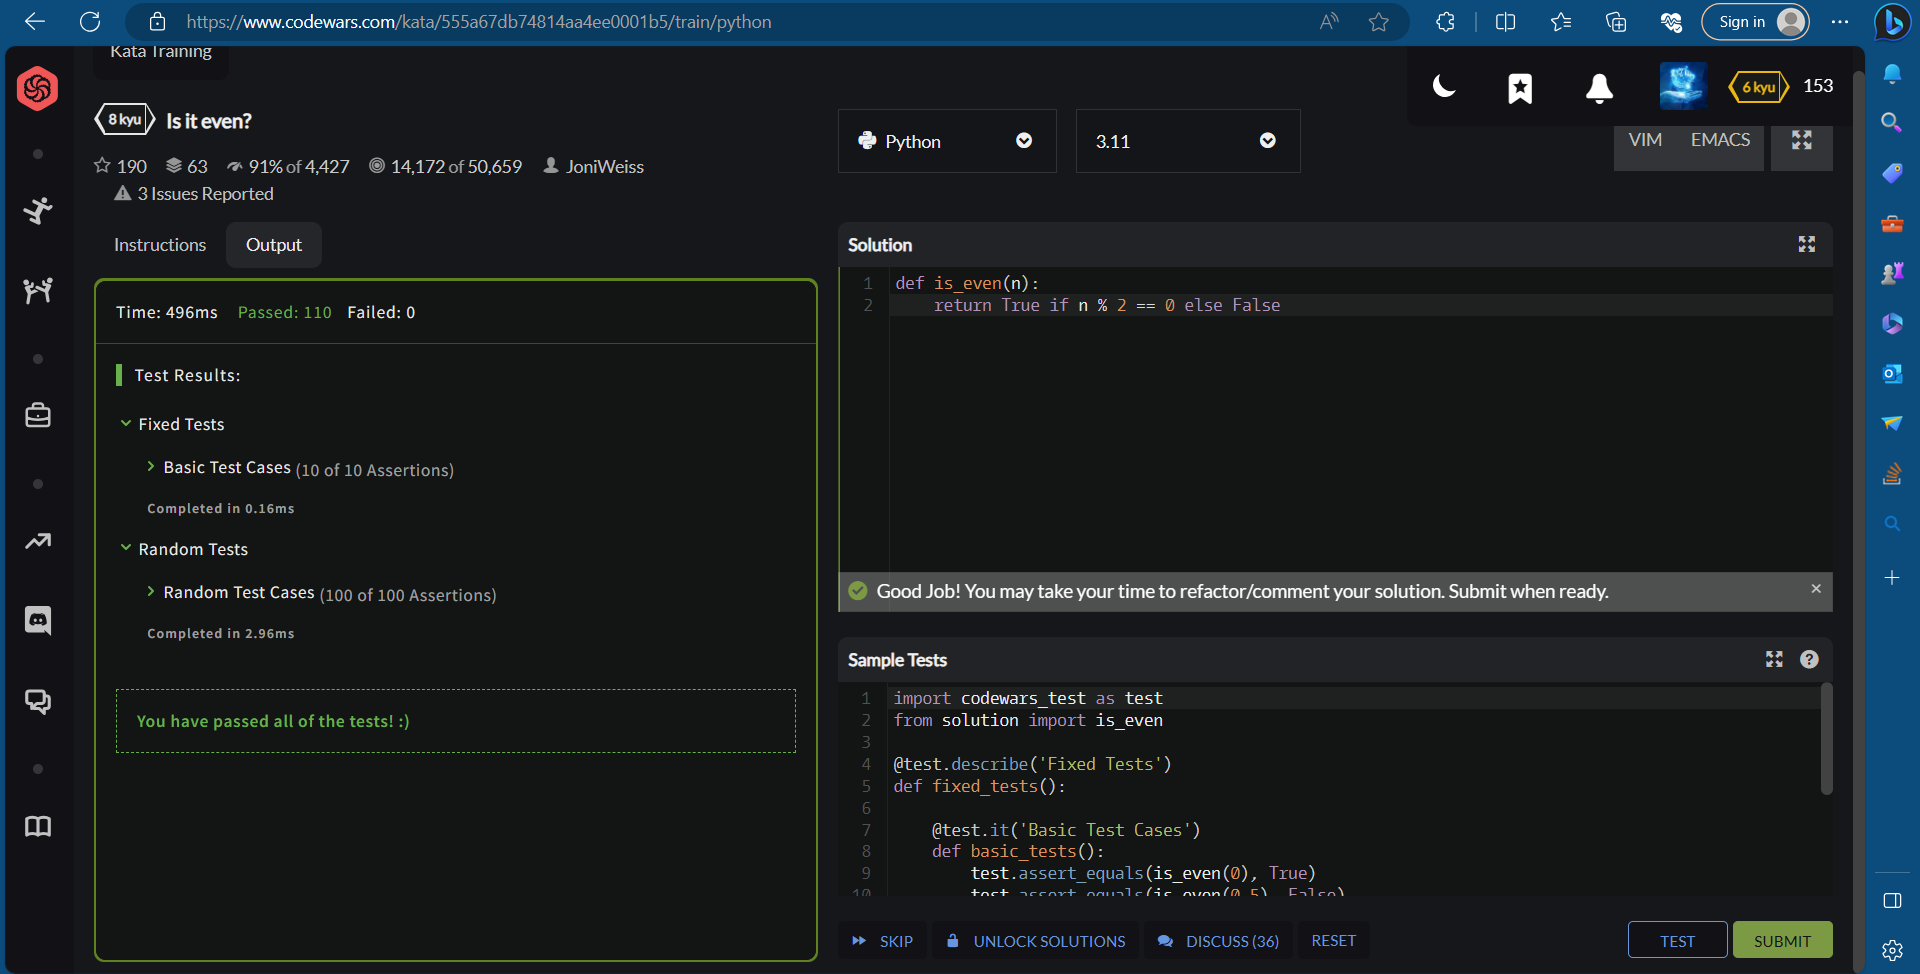 https://www.codewars.com/kata/555a67db74814aa4ee0001b5/train/python
Sign in
Kata Training
6 kyu
153
8 kyu
Is it even?
190 63 91% of 4,427 14,172 of 50,659 JoniWeiss
3 Issues Reported
Python
3.11
VIM EMACS
Instructions
Output
Time: 496ms Passed: 110 Failed: 0
Test Results:
Fixed Tests
Basic Test Cases (10 of 10 Assertions)
Completed in 0.16ms
Random Tests
Random Test Cases (100 of 100 Assertions)
Completed in 2.96ms
You have passed all of the tests! :)
Solution
1 def is_even(n):
2 return True if n % 2 == 0 else False
Good Job! You may take your time to refactor/comment your solution. Submit when ready.
Sample Tests
1 import codewars_test as test
2 from solution import is_even
3
4 @test.describe('Fixed Tests')
5 def fixed_tests():
6
7 @test.it('Basic Test Cases')
8 def basic_tests():
9 test.assert_equals(is_even(0), True)
10 test.assert_equals(is_even(0.5), False)
SKIP
UNLOCK SOLUTIONS
DISCUSS (36)
RESET
TEST
SUBMIT